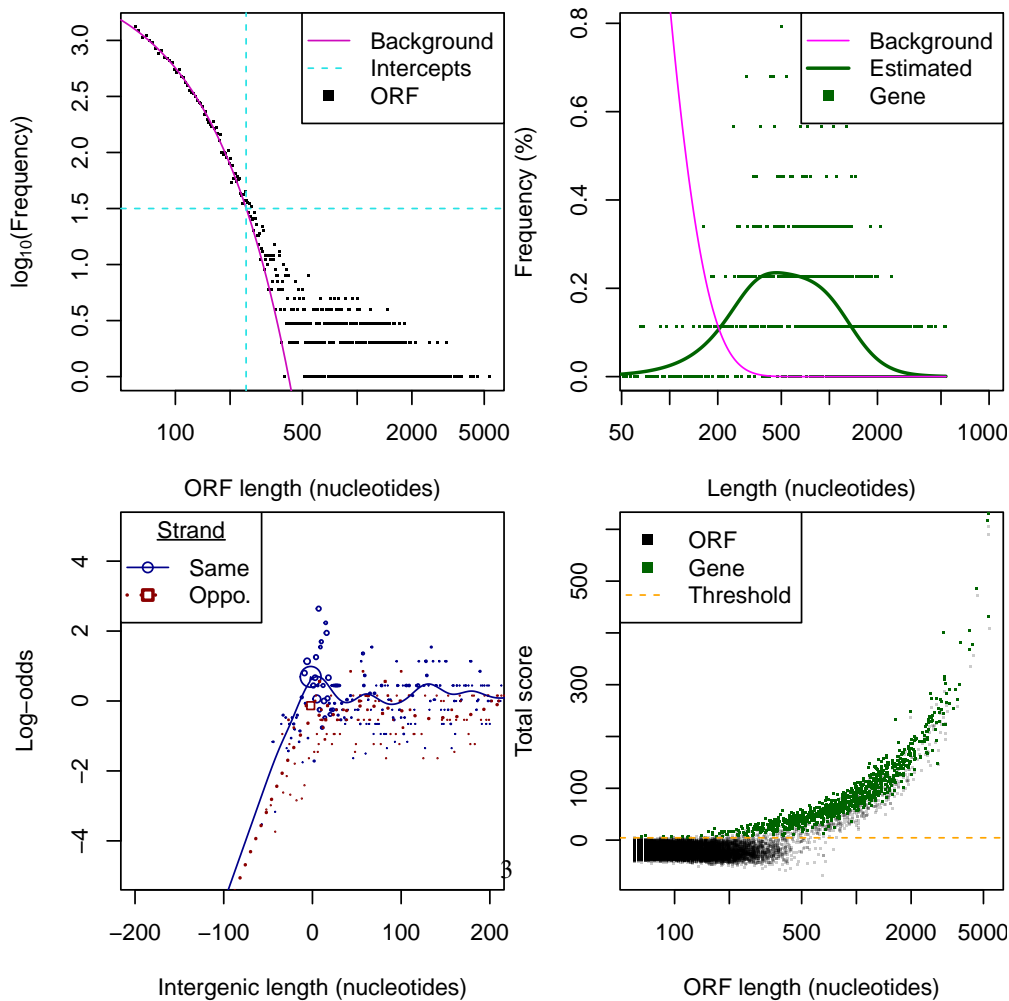 log10(Frequency)
3.0
2.5
2.0
1.5
1.0
0.5
0.0
Background
Intercepts
ORF
100 500 2000 5000
ORF length (nucleotides)
Frequency (%)
0.8
0.6
0.4
0.2
0.0
Background
Estimated
Gene
50 200 500 2000 1000
Length (nucleotides)
Log−odds
4
2
0
−2
−4
Strand
Same
Oppo.
3
−200 −100 0 100 200
Intergenic length (nucleotides)
Total score
500
300
100
0
ORF
Gene
Threshold
100 500 2000 5000
ORF length (nucleotides)